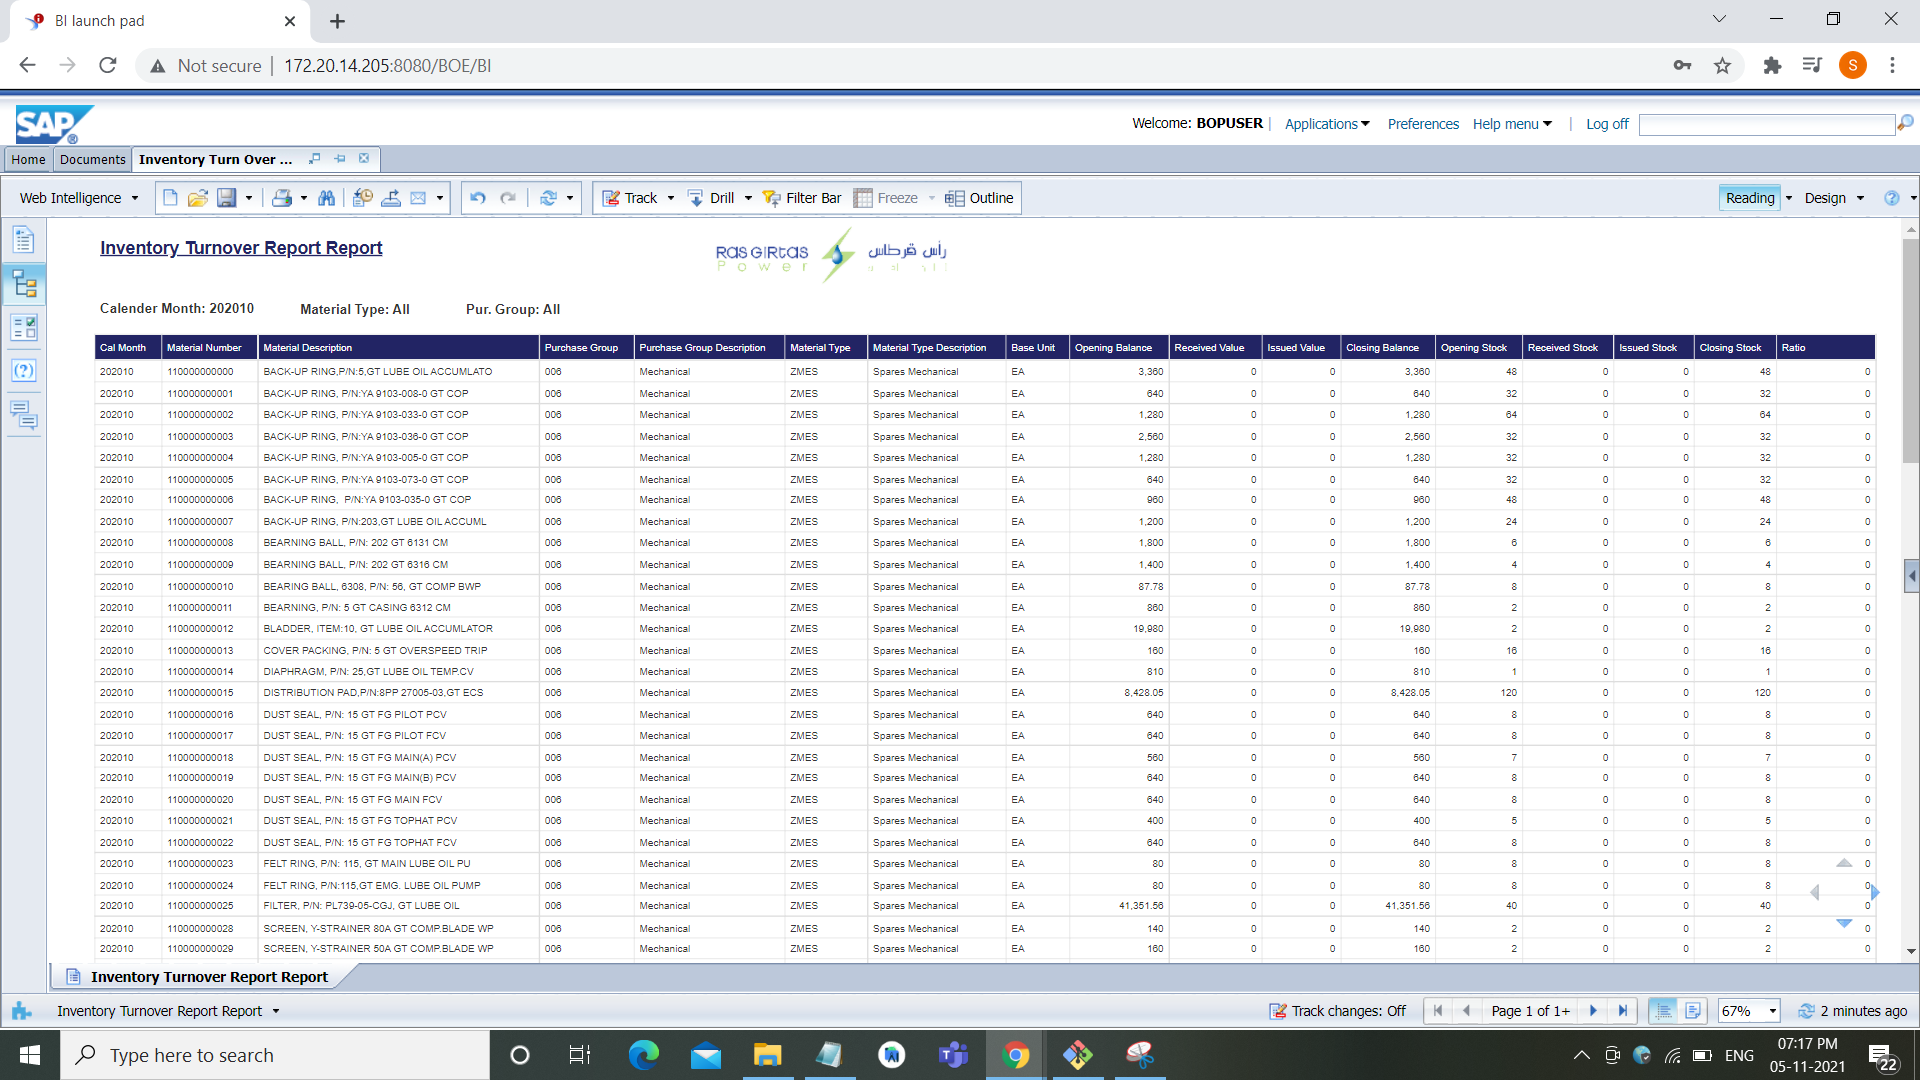 BI launch pad
Not secure | 172.20.14.205:8080/BOE/BI
S
SAP
Welcome: BOPUSER | Applications Preferences Help menu | Log off
Home Documents Inventory Turn Over ...
Web Intelligence Track Drill Filter Bar Freeze Outline Reading Design
Inventory Turnover Report Report
RAS GIRTAS رأس قرطاس
Power
Calender Month: 202010 Material Type: All Pur. Group: All
Cal Month Material Number Material Description Purchase Group Purchase Group Description Material Type Material Type Description Base Unit Opening Balance Received Value Issued Value Closing Balance Opening Stock Received Stock Issued Stock Closing Stock Ratio
202010 110000000000 BACK-UP RING,P/N:5,GT LUBE OIL ACCUMLATO 006 Mechanical ZMES Spares Mechanical EA 3,360 0 0 3,360 48 0 0 48 0
202010 110000000001 BACK-UP RING, P/N:YA 9103-008-0 GT COP 006 Mechanical ZMES Spares Mechanical EA 640 0 0 640 32 0 0 32 0
202010 110000000002 BACK-UP RING, P/N:YA 9103-033-0 GT COP 006 Mechanical ZMES Spares Mechanical EA 1,280 0 0 1,280 64 0 0 64 0
202010 110000000003 BACK-UP RING, P/N:YA 9103-036-0 GT COP 006 Mechanical ZMES Spares Mechanical EA 2,560 0 0 2,560 32 0 0 32 0
202010 110000000004 BACK-UP RING, P/N:YA 9103-005-0 GT COP 006 Mechanical ZMES Spares Mechanical EA 1,280 0 0 1,280 32 0 0 32 0
202010 110000000005 BACK-UP RING, P/N:YA 9103-073-0 GT COP 006 Mechanical ZMES Spares Mechanical EA 640 0 0 640 32 0 0 32 0
202010 110000000006 BACK-UP RING, P/N:YA 9103-035-0 GT COP 006 Mechanical ZMES Spares Mechanical EA 960 0 0 960 48 0 0 48 0
202010 110000000007 BACK-UP RING, P/N:203,GT LUBE OIL ACCUML 006 Mechanical ZMES Spares Mechanical EA 1,200 0 0 1,200 24 0 0 24 0
202010 110000000008 BEARNING BALL, P/N: 202 GT 6131 CM 006 Mechanical ZMES Spares Mechanical EA 1,800 0 0 1,800 6 0 0 6 0
202010 110000000009 BEARNING BALL, P/N: 202 GT 6316 CM 006 Mechanical ZMES Spares Mechanical EA 1,400 0 0 1,400 4 0 0 4 0
202010 110000000010 BEARING BALL, 6308, P/N: 56, GT COMP BWP 006 Mechanical ZMES Spares Mechanical EA 87.78 0 0 87.78 8 0 0 8 0
202010 110000000011 BEARNING, P/N: 5 GT CASING 6312 CM 006 Mechanical ZMES Spares Mechanical EA 860 0 0 860 2 0 0 2 0
202010 110000000012 BLADDER, ITEM:10, GT LUBE OIL ACCUMLATOR 006 Mechanical ZMES Spares Mechanical EA 19,980 0 0 19,980 2 0 0 2 0
202010 110000000013 COVER PACKING, P/N: 5 GT OVERSPEED TRIP 006 Mechanical ZMES Spares Mechanical EA 160 0 0 160 16 0 0 16 0
202010 110000000014 DIAPHRAGM, P/N: 25,GT LUBE OIL TEMP.CV 006 Mechanical ZMES Spares Mechanical EA 810 0 0 810 1 0 0 1 0
202010 110000000015 DISTRIBUTION PAD,P/N:8PP 27005-03,GT ECS 006 Mechanical ZMES Spares Mechanical EA 8,428.05 0 0 8,428.05 120 0 0 120 0
202010 110000000016 DUST SEAL, P/N: 15 GT FG PILOT PCV 006 Mechanical ZMES Spares Mechanical EA 640 0 0 640 8 0 0 8 0
202010 110000000017 DUST SEAL, P/N: 15 GT FG PILOT FCV 006 Mechanical ZMES Spares Mechanical EA 640 0 0 640 8 0 0 8 0
202010 110000000018 DUST SEAL, P/N: 15 GT FG MAIN(A) PCV 006 Mechanical ZMES Spares Mechanical EA 560 0 0 560 7 0 0 7 0
202010 110000000019 DUST SEAL, P/N: 15 GT FG MAIN(B) PCV 006 Mechanical ZMES Spares Mechanical EA 640 0 0 640 8 0 0 8 0
202010 110000000020 DUST SEAL, P/N: 15 GT FG MAIN FCV 006 Mechanical ZMES Spares Mechanical EA 640 0 0 640 8 0 0 8 0
202010 110000000021 DUST SEAL, P/N: 15 GT FG TOPHAT PCV 006 Mechanical ZMES Spares Mechanical EA 400 0 0 400 5 0 0 5 0
202010 110000000022 DUST SEAL, P/N: 15 GT FG TOPHAT FCV 006 Mechanical ZMES Spares Mechanical EA 640 0 0 640 8 0 0 8 0
202010 110000000023 FELT RING, P/N: 115, GT MAIN LUBE OIL PU 006 Mechanical ZMES Spares Mechanical EA 80 0 0 80 8 0 0 8 0
202010 110000000024 FELT RING, P/N:115,GT EMG. LUBE OIL PUMP 006 Mechanical ZMES Spares Mechanical EA 80 0 0 80 8 0 0 8 0
202010 110000000025 FILTER, P/N: PL739-05-CGJ, GT LUBE OIL 006 Mechanical ZMES Spares Mechanical EA 41,351.56 0 0 41,351.56 40 0 0 40 0
202010 110000000028 SCREEN, Y-STRAINER 80A GT COMP.BLADE WP 006 Mechanical ZMES Spares Mechanical EA 140 0 0 140 2 0 0 2 0
202010 110000000029 SCREEN, Y-STRAINER 50A GT COMP.BLADE WP 006 Mechanical ZMES Spares Mechanical EA 160 0 0 160 2 0 0 2 0
Inventory Turnover Report Report
Inventory Turnover Report Report Track changes: Off Page 1 of 1+ 67% 2 minutes ago
Type here to search ENG 07:17 PM
05-11-2021 22